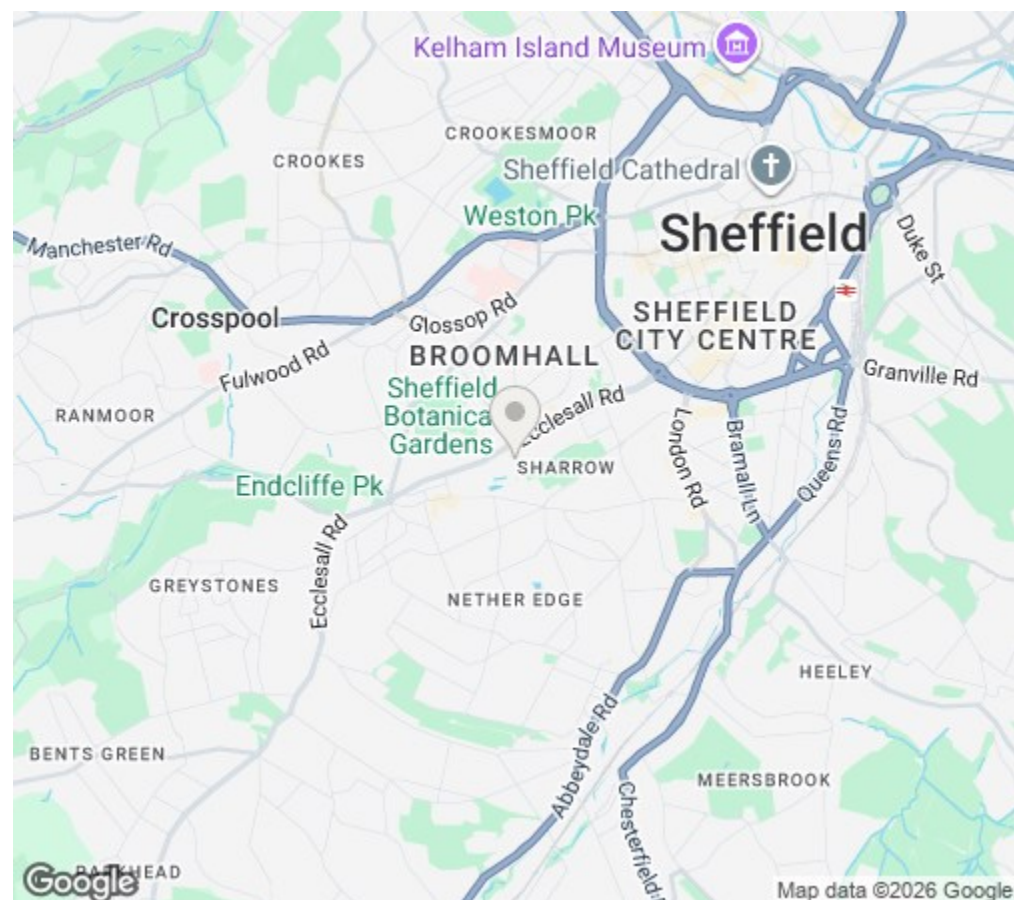 Kelham Island Museum
CROOKESMOOR
CROOKES
Sheffield Cathedral
Weston Pk
Sheffield
Duke St
Manchester Rd
Crosspool
Glossop Rd
SHEFFIELD
CITY CENTRE
BROOMHALL
Fulwood Rd
Granville Rd
Sheffield
Botanical
Gardens
RANMOOR
Ecclesall Rd
London Rd
Bramall Ln
Queens Rd
SHARROW
Endcliffe Pk
Ecclesall Rd
GREYSTONES
NETHER EDGE
HEELEY
Abbeydale Rd
BENTS GREEN
MEERSBROOK
Chesterfield
PARKHEAD
Google
Map data ©2026 Google